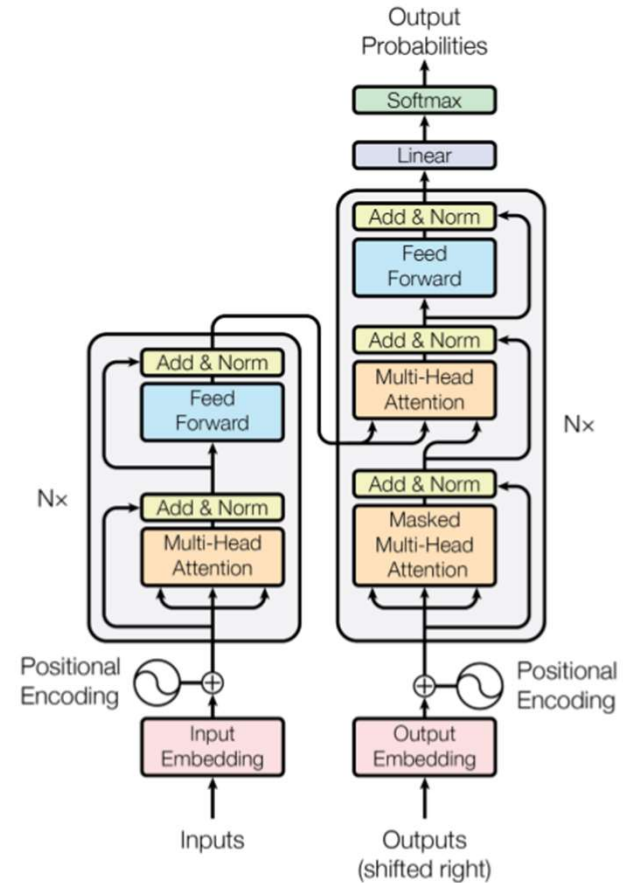 Output
Probabilities
Softmax
Linear
Add & Norm
Feed
Forward
Add & Norm
Multi-Head
Attention
Nx
Add & Norm
Masked
Multi-Head
Attention
Add & Norm
Feed
Forward
Nx
Add & Norm
Multi-Head
Attention
Positional
Encoding
Positional
Encoding
Input
Embedding
Output
Embedding
Inputs
Outputs
(shifted right)